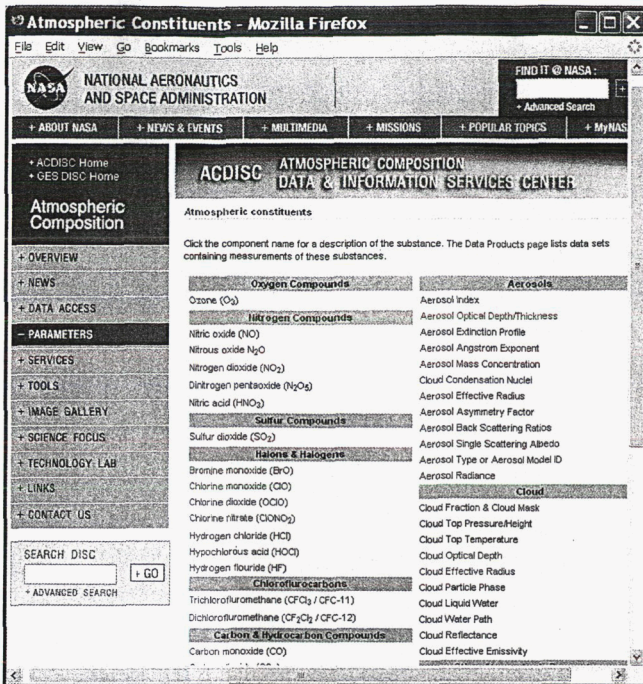 Atmospheric Constituents - Mozilla Firefox
File Edit View Go Bookmarks Tools Help
NASA
NATIONAL AERONAUTICS
AND SPACE ADMINISTRATION
FIND IT @ NASA :
+ Advanced Search
+ ABOUT NASA
+ NEWS & EVENTS
+ MULTIMEDIA
+ MISSIONS
+ POPULAR TOPICS
+ MyNAS
+ ACDISC Home
+ GES DISC Home
Atmospheric
Composition
+ OVERVIEW
+ NEWS
+ DATA ACCESS
- PARAMETERS
+ SERVICES
+ TOOLS
+ IMAGE GALLERY
+ SCIENCE FOCUS
+ TECHNOLOGY LAB
+ LINKS
+ CONTACT US
SEARCH DISC
+ GO
+ ADVANCED SEARCH
ACDISC ATMOSPHERIC COMPOSITION
DATA & INFORMATION SERVICES CENTER
Atmospheric constituents
Click the component name for a description of the substance. The Data Products page lists data sets
containing measurements of these substances.
Oxygen Compounds
Ozone (O₃)
Nitrogen Compounds
Nitric oxide (NO)
Nitrous oxide N₂O
Nitrogen dioxide (NO₂)
Dinitrogen pentaoxide (N₂O₅)
Nitric acid (HNO₃)
Sulfur Compounds
Sulfur dioxide (SO₂)
Halons & Halogens
Bromine monoxide (BrO)
Chlorine monoxide (ClO)
Chlorine dioxide (OClO)
Chlorine nitrate (ClONO₂)
Hydrogen chloride (HCl)
Hypochlorous acid (HOCl)
Hydrogen flouride (HF)
Chloroflurocarbons
Trichlorofluromethane (CFCl₃ / CFC-11)
Dichlorofluromethane (CF₂Cl₂ / CFC-12)
Carbon & Hydrocarbon Compounds
Carbon monoxide (CO)
Aerosols
Aerosol Index
Aerosol Optical Depth/Thickness
Aerosol Extinction Profile
Aerosol Angstrom Exponent
Aerosol Mass Concentration
Cloud Condensation Nuclei
Aerosol Effective Radius
Aerosol Asymmetry Factor
Aerosol Back Scattering Ratios
Aerosol Single Scattering Albedo
Aerosol Type or Aerosol Model ID
Aerosol Radiance
Cloud
Cloud Fraction & Cloud Mask
Cloud Top Pressure/Height
Cloud Top Temperature
Cloud Optical Depth
Cloud Effective Radius
Cloud Particle Phase
Cloud Liquid Water
Cloud Water Path
Cloud Reflectance
Cloud Effective Emissivity